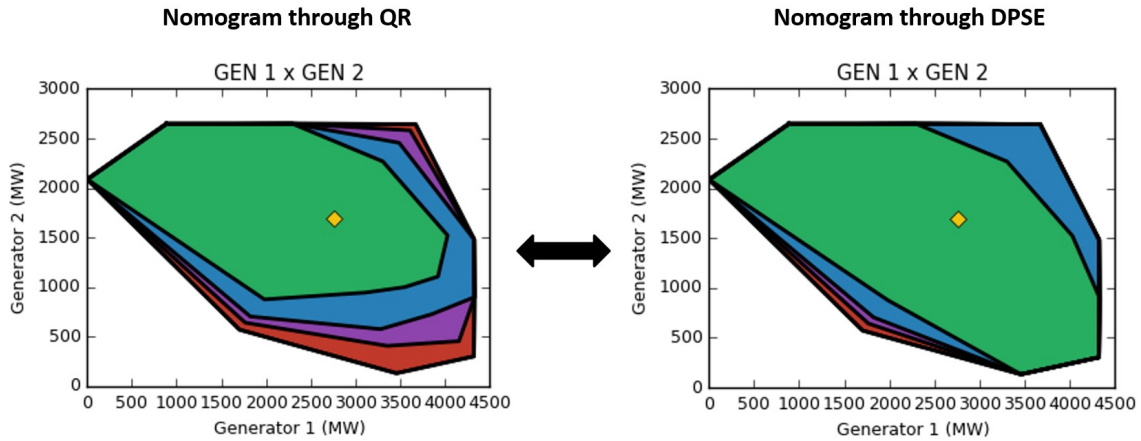 Nomogram through QR
Nomogram through DPSE
GEN 1 x GEN 2
3000
2500
2000
1500
1000
500
0
Generator 2 (MW)
0 500 1000 1500 2000 2500 3000 3500 4000 4500
Generator 1 (MW)
GEN 1 x GEN 2
3000
2500
2000
1500
1000
500
0
Generator 2 (MW)
0 500 1000 1500 2000 2500 3000 3500 4000 4500
Generator 1 (MW)